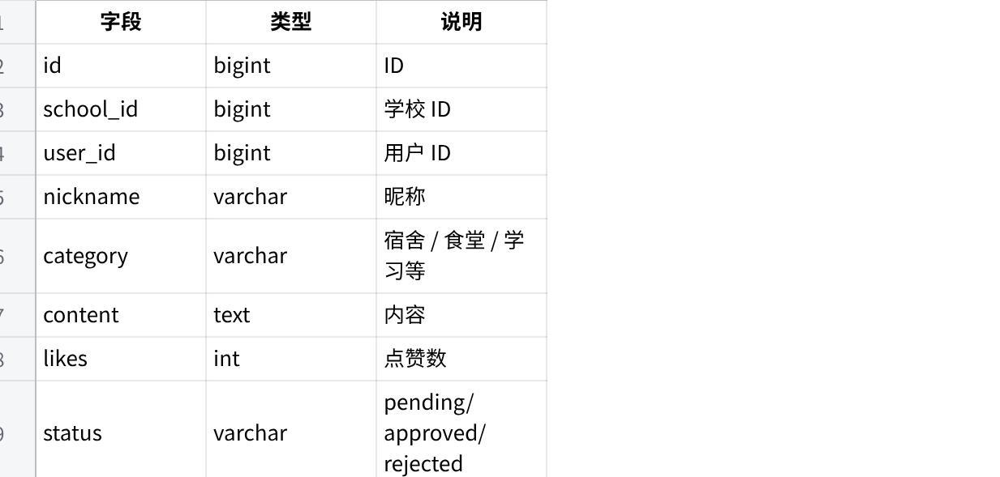 1 字段 类型 说明
2 id bigint ID
3 school_id bigint 学校 ID
4 user_id bigint 用户 ID
5 nickname varchar 昵称
6 category varchar 宿舍 / 食堂 / 学
习等
7 content text 内容
8 likes int 点赞数
9 status varchar pending/
approved/
rejected